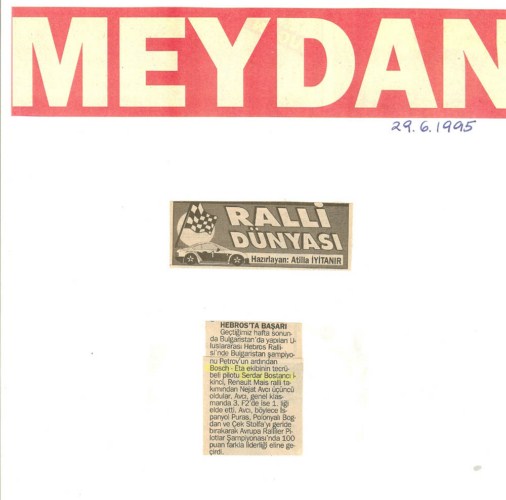 MEYDAN
29.6.1995
RALLİ
DÜNYASI
Hazırlayan: Atilla İYİTANIR
HEBROS'TA BAŞARI
Geçtiğimiz hafta sonun-
da Bulgaristan'da yapılan U-
luslararası Hebros Ralli-
si'nde Bulgaristan şampiyo-
nu Petrov'un ardından
Bosch - Eta ekibinin tecrü-
beli pilotu Serdar Bostancı i-
kinci, Renault Mais ralli ta-
kımından Nejat Avcı üçüncü
oldular. Avcı, genel klas-
manda 3. F2'de ise 1. liği
elde etti. Avcı, böylece İs-
panyol Puras, Polonyalı Bog-
dan ve Çek Stolfa'yı geride
bırakarak Avrupa Ralliler Pi-
lotlar Şampiyonası'nda 100
puan farkla liderliği eline ge-
çirdi.